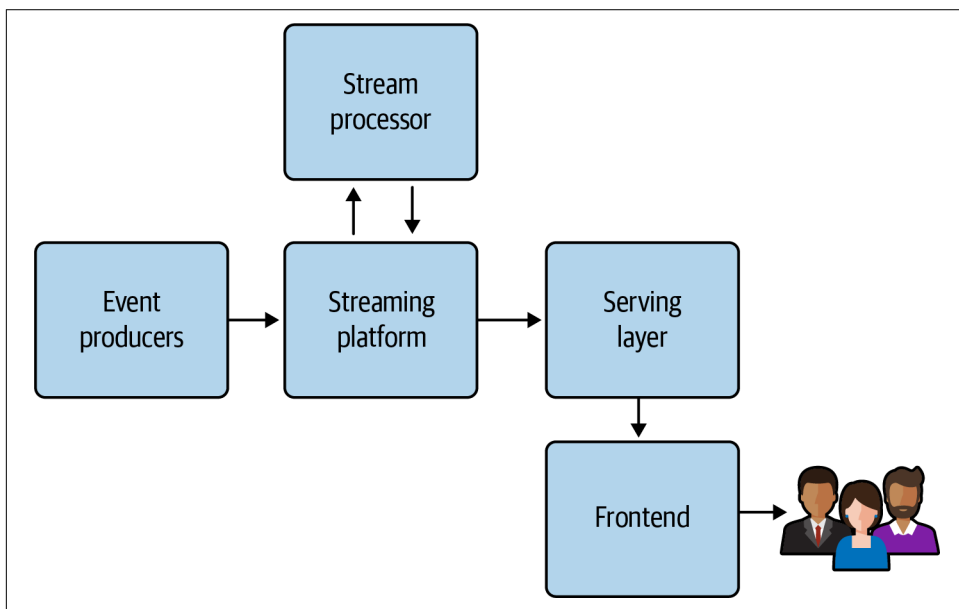 Stream
processor
Event
producers
Streaming
platform
Serving
layer
Frontend